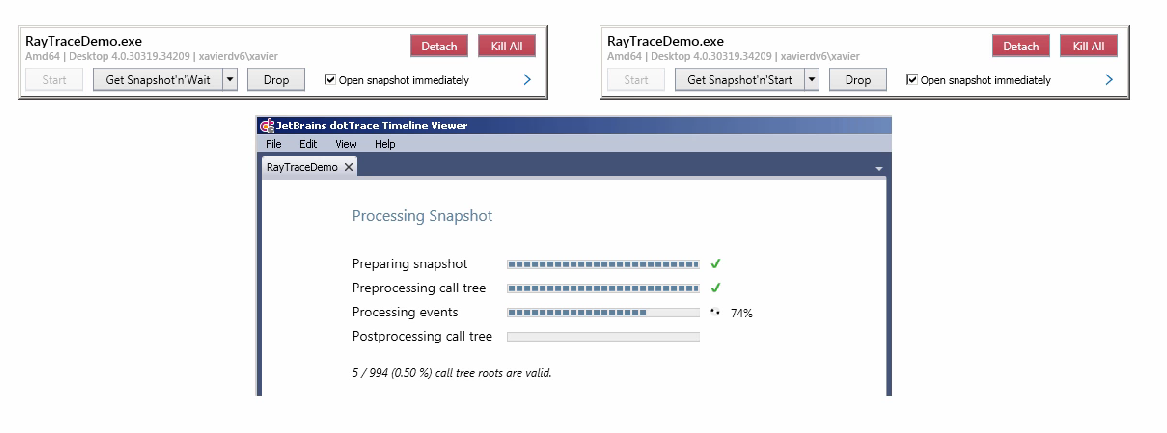 RayTraceDemo.exe
Amd64 | Desktop 4.0.30319.34209 | xavierdv6\xavier
Detach Kill All
Start Get Snapshot'n'Wait Drop Open snapshot immediately
RayTraceDemo.exe
Amd64 | Desktop 4.0.30319.34209 | xavierdv6\xavier
Detach Kill All
Start Get Snapshot'n'Start Drop Open snapshot immediately
JetBrains dotTrace Timeline Viewer
File Edit View Help
RayTraceDemo
Processing Snapshot
Preparing snapshot
Preprocessing call tree
Processing events 74%
Postprocessing call tree
5 / 994 (0.50 %) call tree roots are valid.